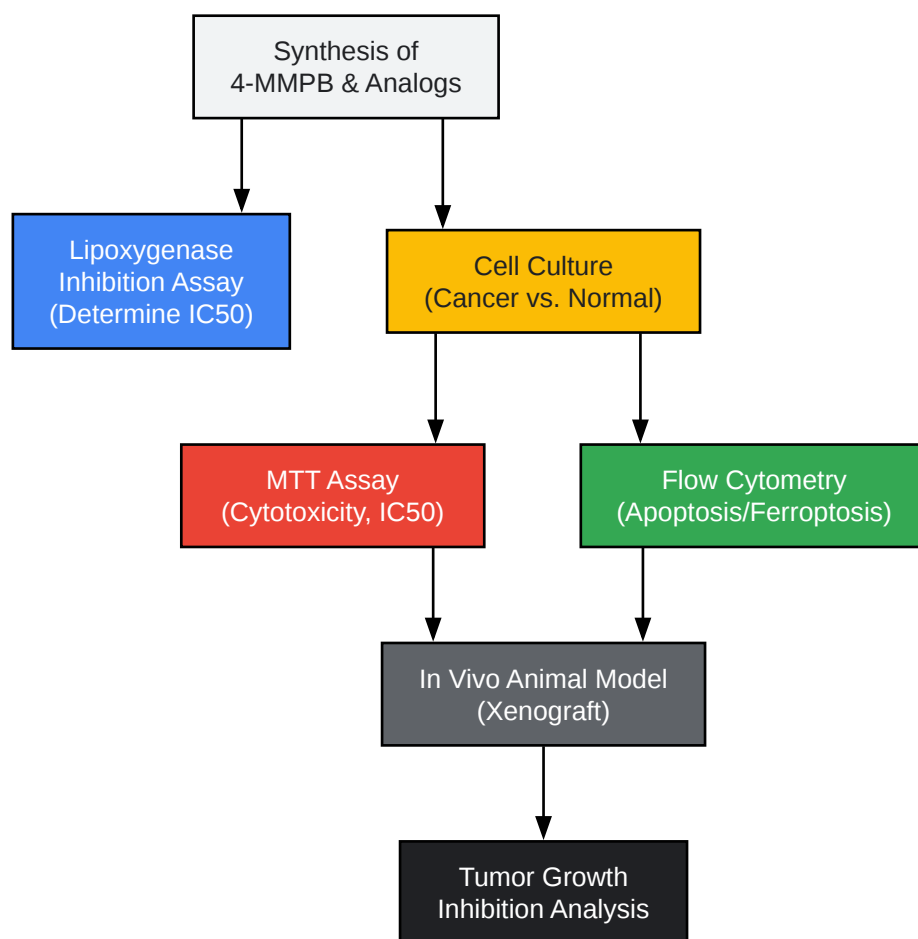 Synthesis of
4-MMPB & Analogs
Lipoxygenase
Inhibition Assay
(Determine IC50)
Cell Culture
(Cancer vs. Normal)
MTT Assay
(Cytotoxicity, IC50)
Flow Cytometry
(Apoptosis/Ferroptosis)
In Vivo Animal Model
(Xenograft)
Tumor Growth
Inhibition Analysis